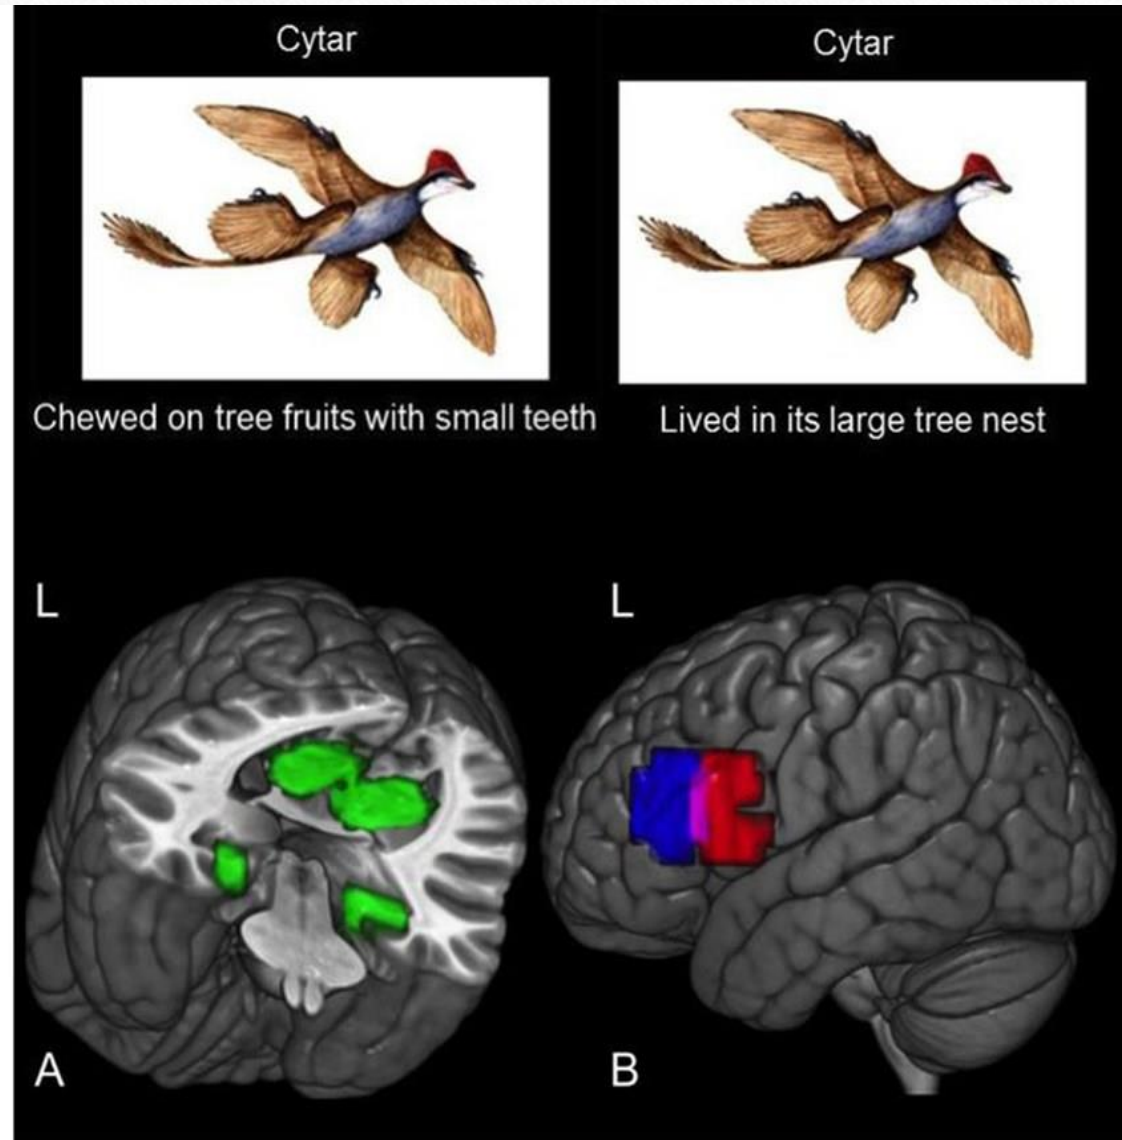 Cytar
Cytar
Chewed on tree fruits with small teeth
Lived in its large tree nest
L
L
A
B